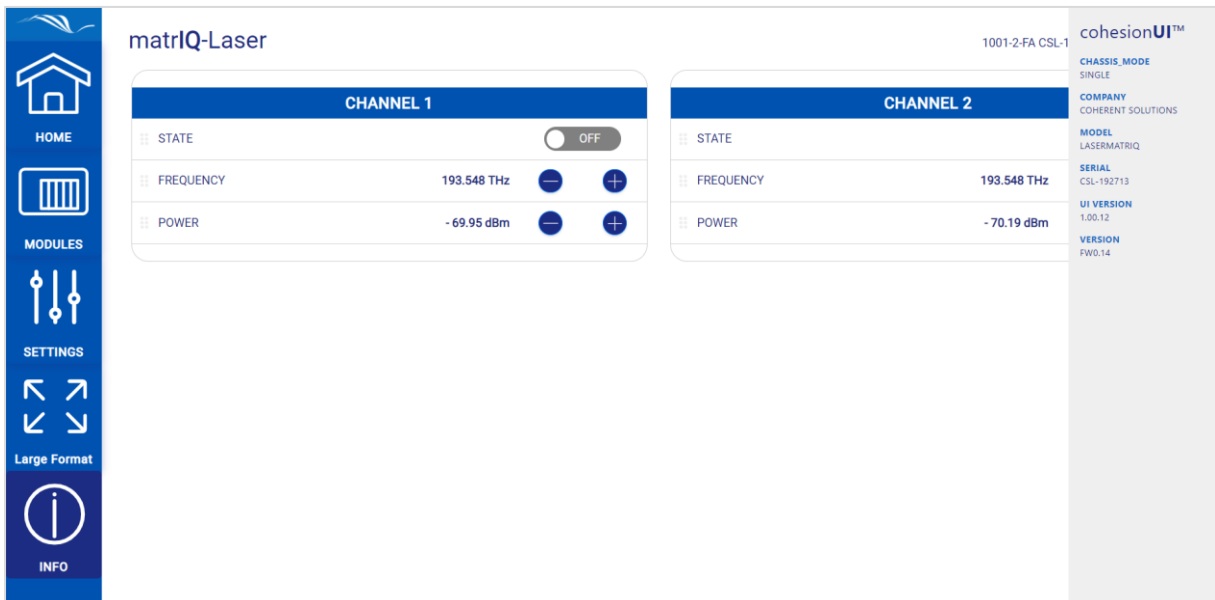 HOME
MODULES
SETTINGS
Large Format
INFO
matrIQ-Laser
1001-2-FA CSL-1
CHANNEL 1
STATE OFF
FREQUENCY 193.548 THz
POWER - 69.95 dBm
CHANNEL 2
STATE
FREQUENCY 193.548 THz
POWER - 70.19 dBm
cohesionUI™
CHASSIS_MODE
SINGLE
COMPANY
COHERENT SOLUTIONS
MODEL
LASERMATRIQ
SERIAL
CSL-192713
UI VERSION
1.00.12
VERSION
FW0.14